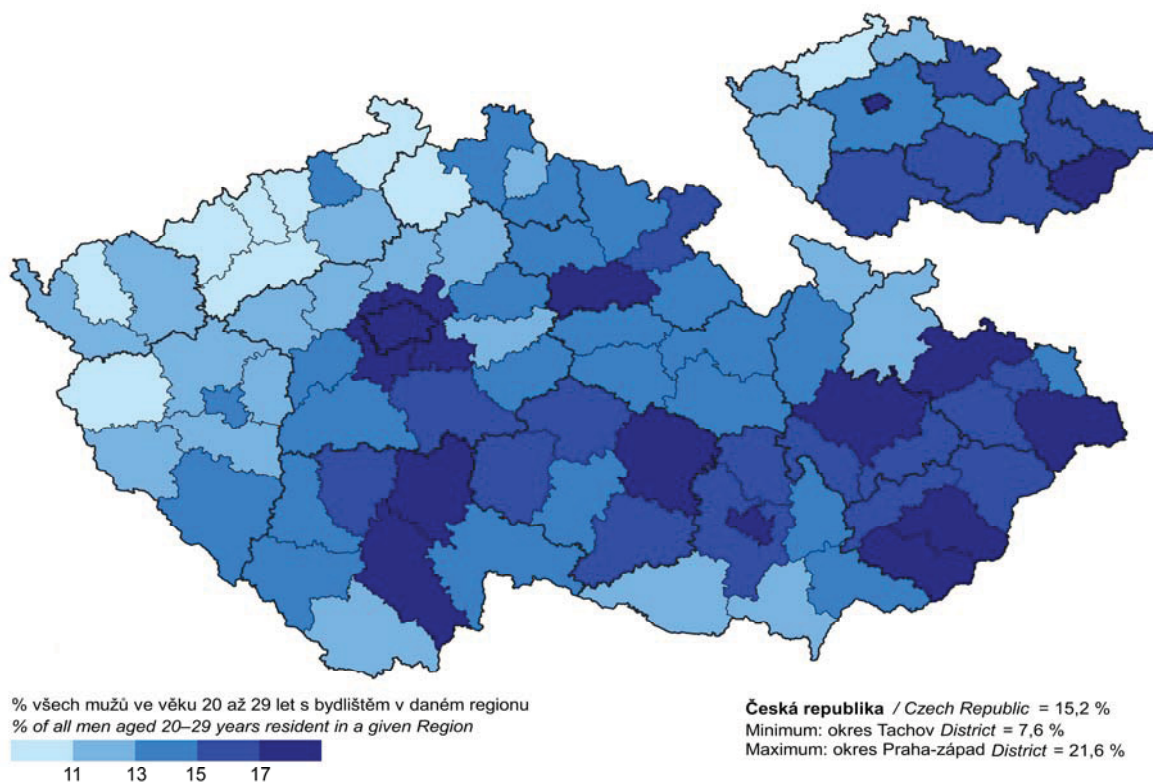 % všech mužů ve věku 20 až 29 let s bydlištěm v daném regionu
% of all men aged 20–29 years resident in a given Region
11 13 15 17
Česká republika / Czech Republic = 15,2 %
Minimum: okres Tachov District = 7,6 %
Maximum: okres Praha-západ District = 21,6 %